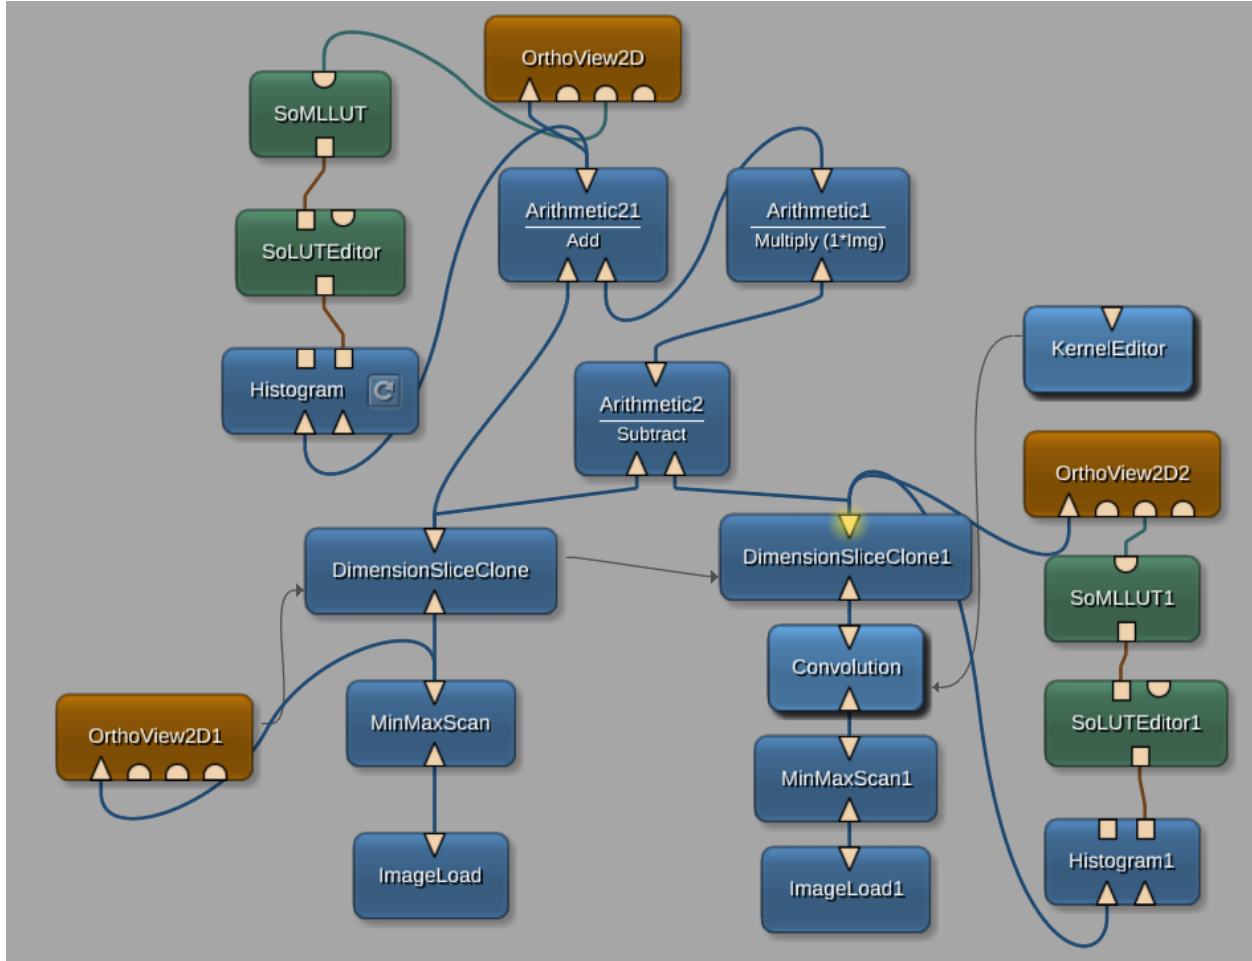 OrthoView2D
SoMLLUT
Arithmetic21
Add
Arithmetic1
Multiply (1*Img)
SoLUTEditor
KernelEditor
Histogram
Arithmetic2
Subtract
OrthoView2D2
DimensionSliceClone
DimensionSliceClone1
SoMLLUT1
Convolution
OrthoView2D1
MinMaxScan
SoLUTEditor1
MinMaxScan1
ImageLoad
ImageLoad1
Histogram1